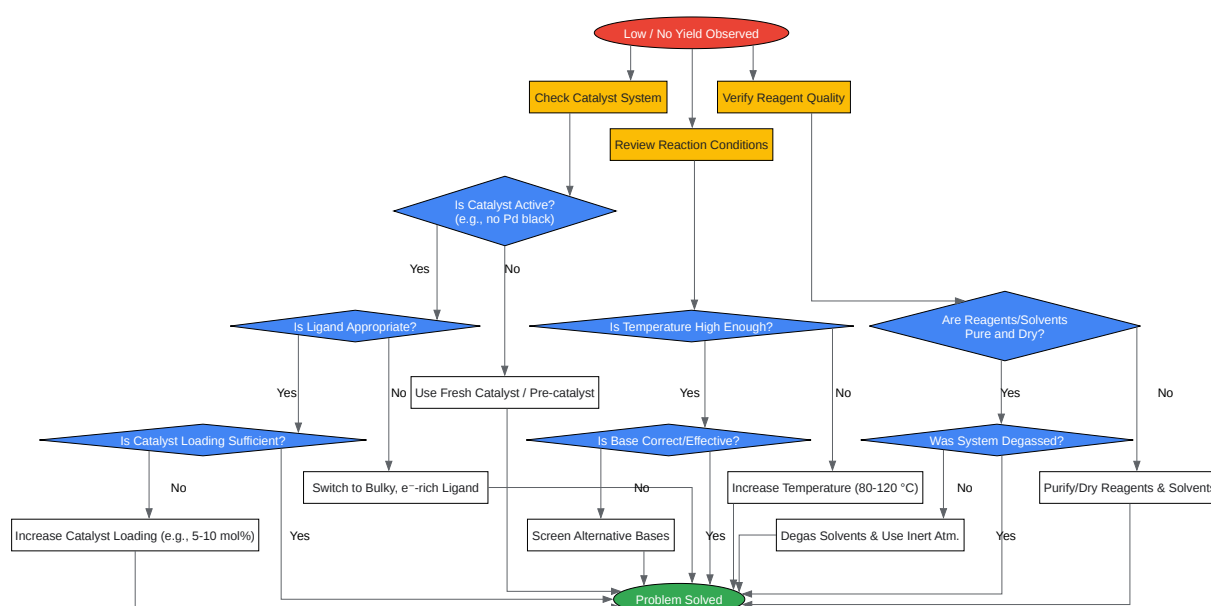 Low / No Yield Observed
Check Catalyst System
Verify Reagent Quality
Review Reaction Conditions
Is Catalyst Active?
(e.g., no Pd black)
Yes
No
Is Ligand Appropriate?
Is Temperature High Enough?
Are Reagents/Solvents
Pure and Dry?
Yes
No
Use Fresh Catalyst / Pre-catalyst
Yes
No
Yes
No
Is Catalyst Loading Sufficient?
Is Base Correct/Effective?
Was System Degassed?
No
Switch to Bulky, e⁻-rich Ligand
No
Increase Temperature (80-120 °C)
No
Purify/Dry Reagents & Solvents
Increase Catalyst Loading (e.g., 5-10 mol%)
Yes
Screen Alternative Bases
Yes
Degas Solvents & Use Inert Atm.
Yes
Problem Solved